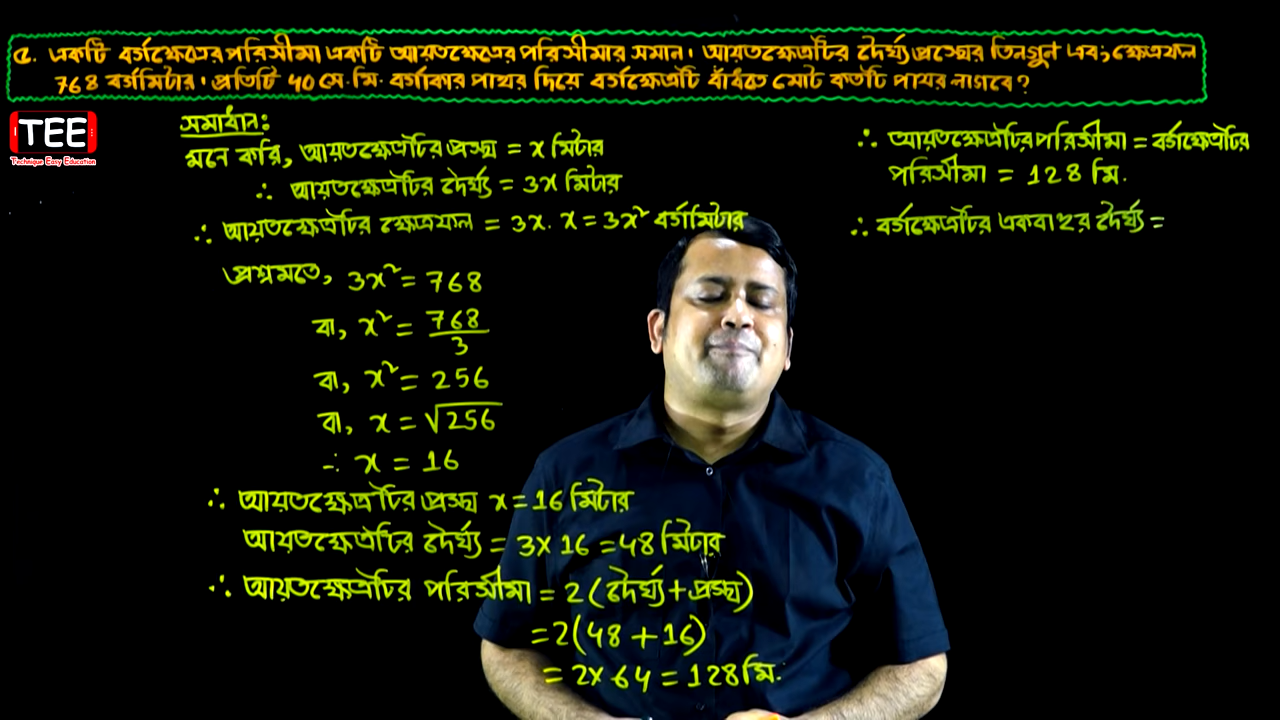 ৫. একটি বর্গক্ষেত্রের পরিসীমা একটি আয়তক্ষেত্রের পরিসীমার সমান। আয়তক্ষেত্রটির দৈর্ঘ্য প্রস্থের তিনগুন এবং ক্ষেত্রফল
768 বর্গমিটার। প্রতিটি 40 সে.মি. বর্গাকার পাথর দিয়ে বর্গক্ষেত্রটি বাঁধতে মোট কতটি পাথর লাগবে?
TEE
Technique Easy Education
সমাধান:
মনে করি, আয়তক্ষেত্রটির প্রস্থ = x মিটার
∴ আয়তক্ষেত্রটির দৈর্ঘ্য = 3x মিটার
∴ আয়তক্ষেত্রটির ক্ষেত্রফল = 3x. x = 3x² বর্গমিটার
প্রশ্নমতে, 3x² = 768
বা, x² = 768/3
বা, x² = 256
বা, x = √256
∴ x = 16
∴ আয়তক্ষেত্রটির প্রস্থ x = 16 মিটার
আয়তক্ষেত্রটির দৈর্ঘ্য = 3 x 16 = 48 মিটার
∴ আয়তক্ষেত্রটির পরিসীমা = 2 (দৈর্ঘ্য + প্রস্থ)
= 2(48 + 16)
= 2 x 64 = 128 মি.
∴ আয়তক্ষেত্রটির পরিসীমা = বর্গক্ষেত্রটির
পরিসীমা = 128 মি.
∴ বর্গক্ষেত্রটির একবাহুর দৈর্ঘ্য =